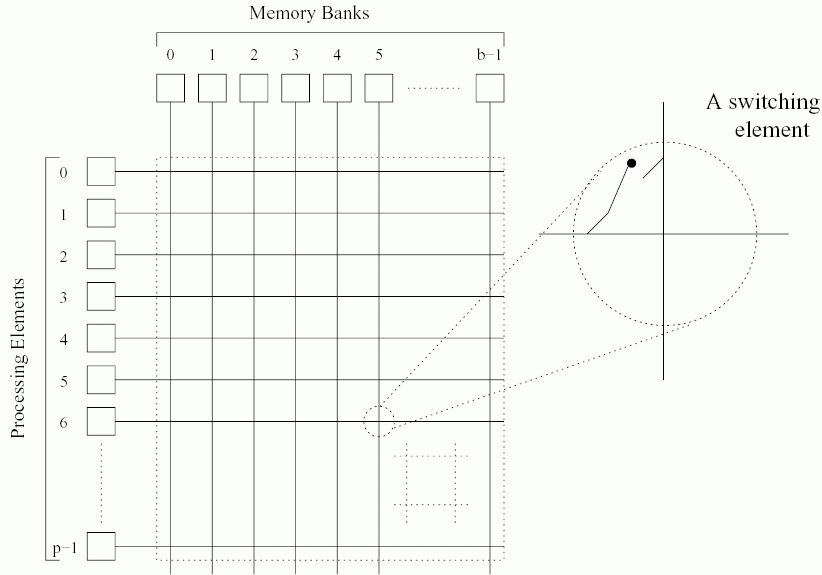 Memory Banks
0 1 2 3 4 5 b−1
A switching
element
Processing Elements
0
1
2
3
4
5
6
p−1